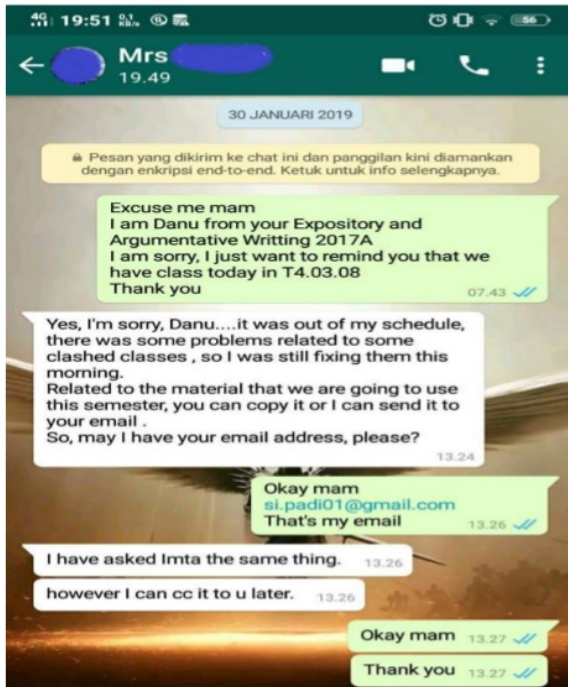 4G 19:51 0,1 KB/s
56
Mrs
19.49
30 JANUARI 2019
Pesan yang dikirim ke chat ini dan panggilan kini diamankan
dengan enkripsi end-to-end. Ketuk untuk info selengkapnya.
Excuse me mam
I am Danu from your Expository and
Argumentative Writting 2017A
I am sorry, I just want to remind you that we
have class today in T4.03.08
Thank you
07.43
Yes, I'm sorry, Danu....it was out of my schedule,
there was some problems related to some
clashed classes , so I was still fixing them this
morning.
Related to the material that we are going to use
this semester, you can copy it or I can send it to
your email .
So, may I have your email address, please?
13.24
Okay mam
si.padi01@gmail.com
That's my email
13.26
I have asked Imta the same thing. 13.26
however I can cc it to u later. 13.26
Okay mam 13.27
Thank you 13.27